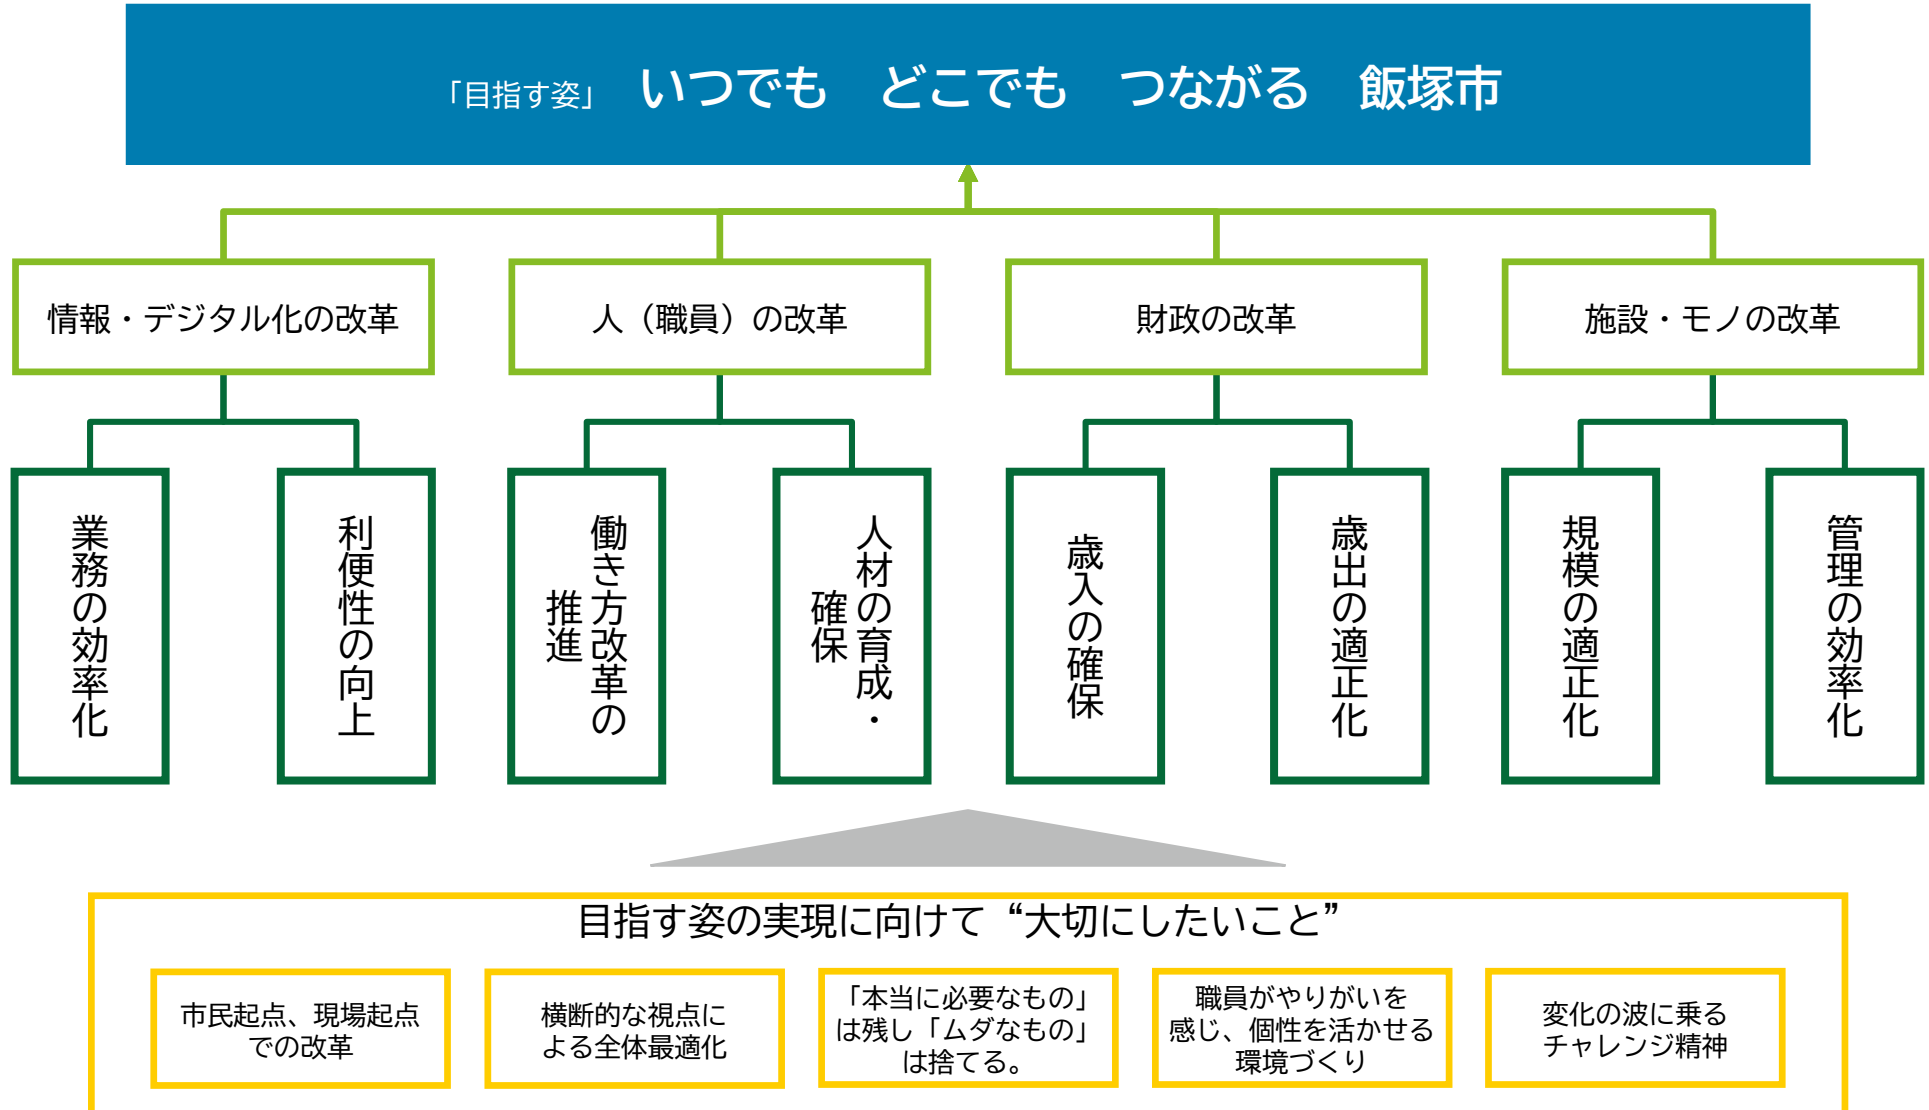 「目指す姿」 いつでも どこでも つながる 飯塚市
情報・デジタル化の改革
人（職員）の改革
財政の改革
施設・モノの改革
業務の効率化
利便性の向上
働き方改革の
推進
人材の育成・
確保
歳入の確保
歳出の適正化
規模の適正化
管理の効率化
目指す姿の実現に向けて“大切にしたいこと”
市民起点、現場起点
での改革
横断的な視点に
よる全体最適化
「本当に必要なもの」
は残し「ムダなもの」
は捨てる。
職員がやりがいを
感じ、個性を活かせる
環境づくり
変化の波に乗る
チャレンジ精神